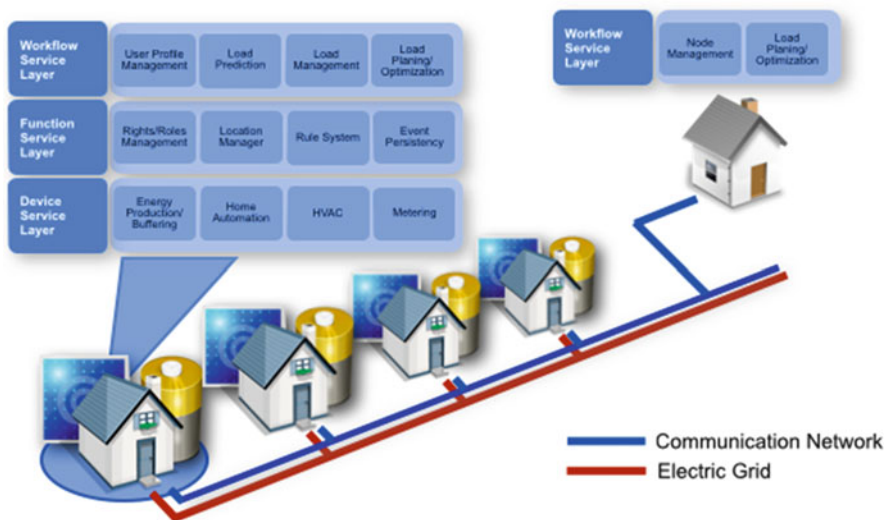 Workflow
Service
Layer
User Profile
Management
Load
Prediction
Load
Management
Load
Planing/
Optimization
Function
Service
Layer
Rights/Roles
Management
Location
Manager
Rule System
Event
Persistency
Device
Service
Layer
Energy
Production/
Buffering
Home
Automation
HVAC
Metering
Workflow
Service
Layer
Node
Management
Load
Planing/
Optimization
Communication Network
Electric Grid